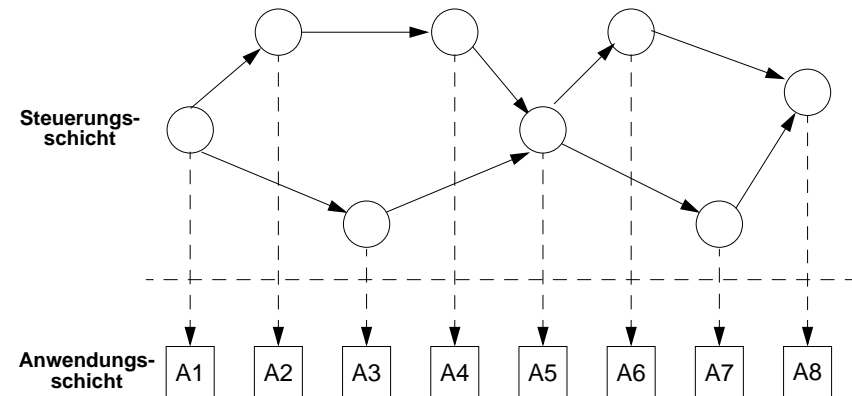 Steuerungs-
schicht
Anwendungs-
schicht
A1 A2 A3 A4 A5 A6 A7 A8